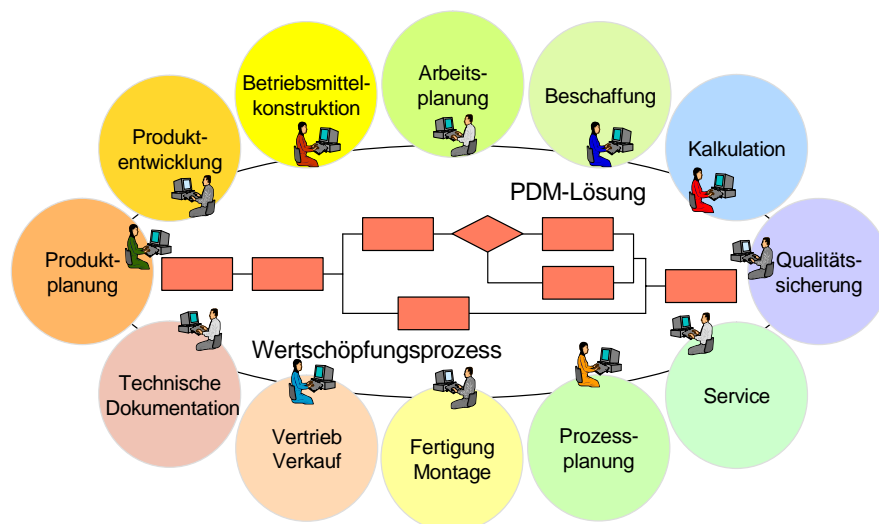 Betriebsmittel-
konstruktion
Arbeits-
planung
Beschaffung
Produkt-
entwicklung
Kalkulation
PDM-Lösung
Produkt-
planung
Qualitäts-
sicherung
Wertschöpfungsprozess
Technische
Dokumentation
Vertrieb
Verkauf
Fertigung
Montage
Prozess-
planung
Service